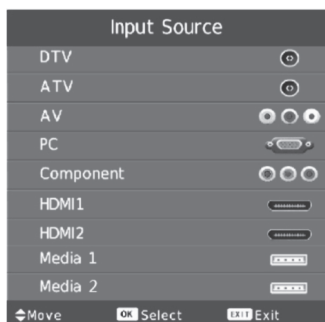 Input Source
DTV
ATV
AV
PC
Component
HDMI1
HDMI2
Media 1
Media 2
Move OK Select EXIT Exit